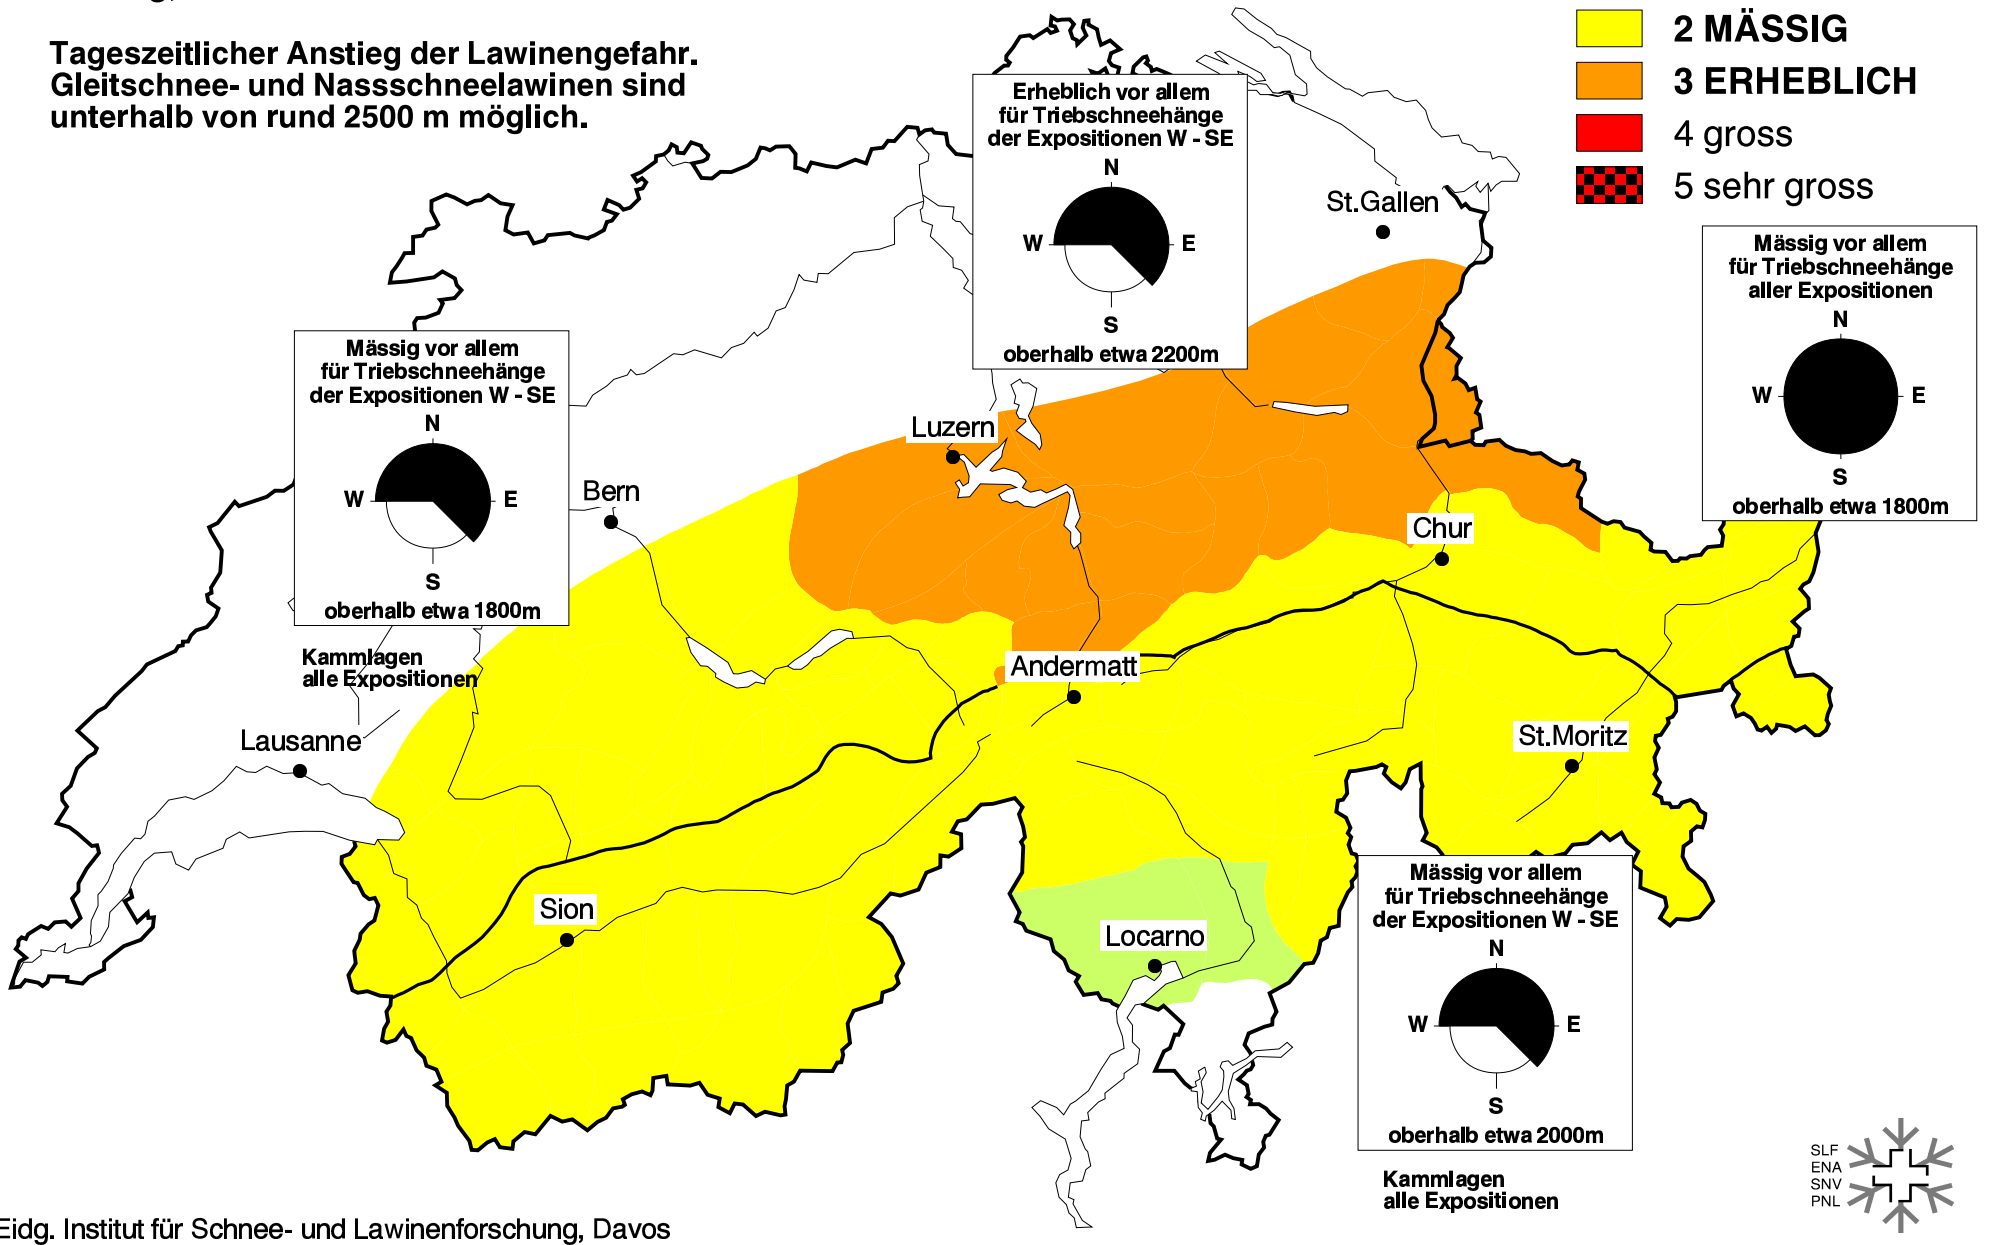 Tageszeitlicher Anstieg der Lawinengefahr.
Gleitschnee- und Nassschneelawinen sind
unterhalb von rund 2500 m möglich.
2 MÄSSIG
3 ERHEBLICH
4 gross
5 sehr gross
Erheblich vor allem
für Triebschneehänge
der Expositionen W - SE
N
W
E
S
oberhalb etwa 2200m
St.Gallen
Mässig vor allem
für Triebschneehänge
aller Expositionen
N
W
E
S
oberhalb etwa 1800m
Mässig vor allem
für Triebschneehänge
der Expositionen W - SE
N
W
E
S
oberhalb etwa 1800m
Kammlagen
alle Expositionen
Luzern
Bern
Chur
Andermatt
Lausanne
St.Moritz
Sion
Locarno
Mässig vor allem
für Triebschneehänge
der Expositionen W - SE
N
W
E
S
oberhalb etwa 2000m
Kammlagen
alle Expositionen
SLF
ENA
SNV
PNL
Eidg. Institut für Schnee- und Lawinenforschung, Davos